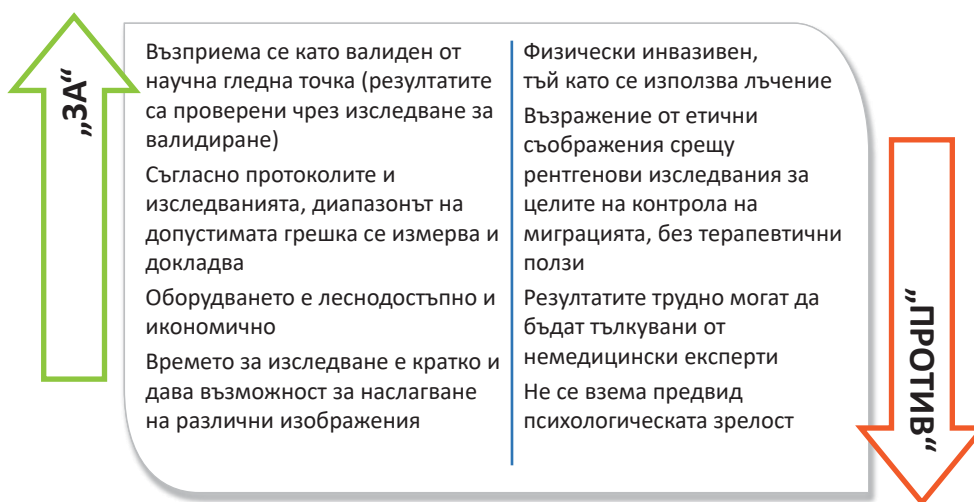 „ЗА“
Възприема се като валиден от
научна гледна точка (резултатите
са проверени чрез изследване за
валидиране)
Съгласно протоколите и
изследванията, диапазонът на
допустимата грешка се измерва и
докладва
Оборудването е леснодостъпно и
икономично
Времето за изследване е кратко и
дава възможност за наслагване
на различни изображения
Физически инвазивен,
тъй като се използва лъчение
Възражение от етични
съображения срещу
рентгенови изследвания за
целите на контрола на
миграцията, без терапевтични
ползи
Резултатите трудно могат да
бъдат тълкувани от
немедицински експерти
Не се взема предвид
психологическата зрелост
„ПРОТИВ“